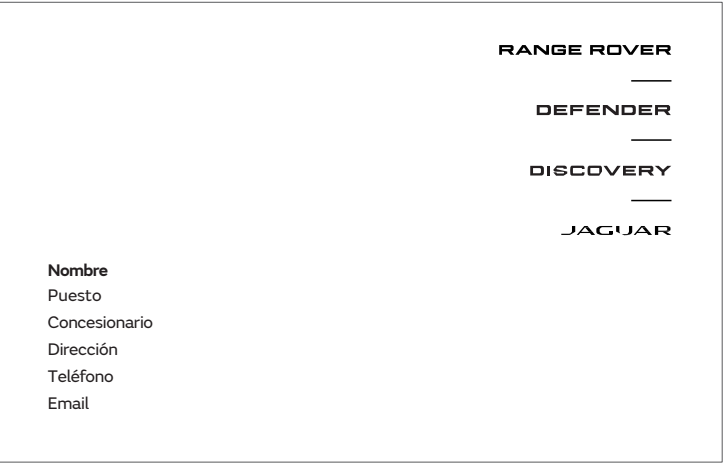 RANGE ROVER
DEFENDER
DISCOVERY
JAGUAR
Nombre
Puesto
Concesionario
Dirección
Teléfono
Email